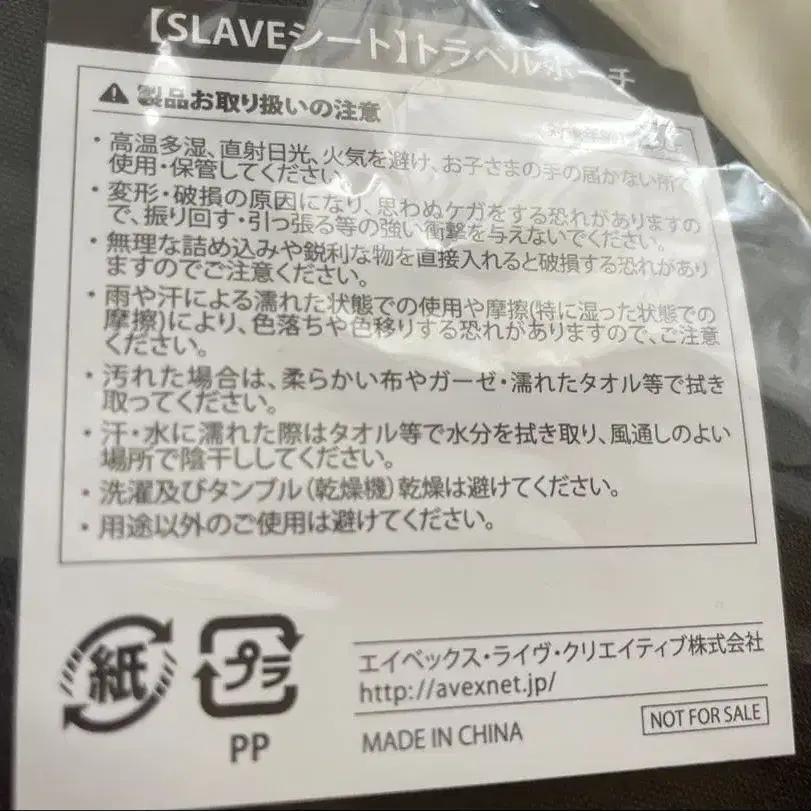 【SLAVEシート】トラベルポーチ
製品お取り扱いの注意
・高温多湿、直射日光、火気を避け、お子さまの手の届かない所で
使用・保管してください。
・変形・破損の原因になり、思わぬケガをする恐れがありますの
で、振り回す・引っ張る等の強い衝撃を与えないでください。
・無理な詰め込みや鋭利な物を直接入れると破損する恐れがあり
ますのでご注意ください。
・雨や汗による濡れた状態での使用や摩擦(特に湿った状態での
摩擦)により、色落ちや色移りする恐れがありますので、ご注意
ください。
・汚れた場合は、柔らかい布やガーゼ・濡れたタオル等で拭き
取ってください。
・汗・水に濡れた際はタオル等で水分を拭き取り、風通しのよい
場所で陰干ししてください。
・洗濯及びタンブル(乾燥機)乾燥は避けてください。
・用途以外のご使用は避けてください。
紙
プラ
PP
エイベックス・ライヴ・クリエイティブ株式会社
http://avexnet.jp/
MADE IN CHINA
NOT FOR SALE